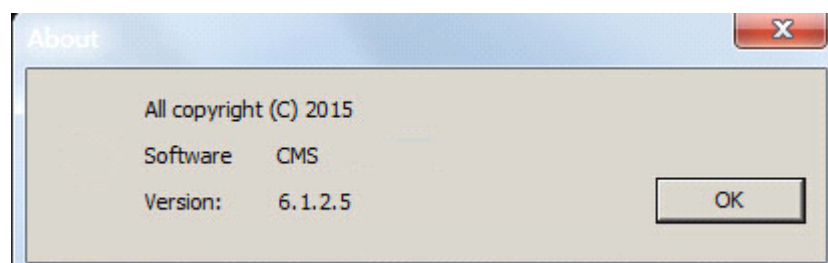 About
All copyright (C) 2015
Software CMS
Version: 6.1.2.5
OK